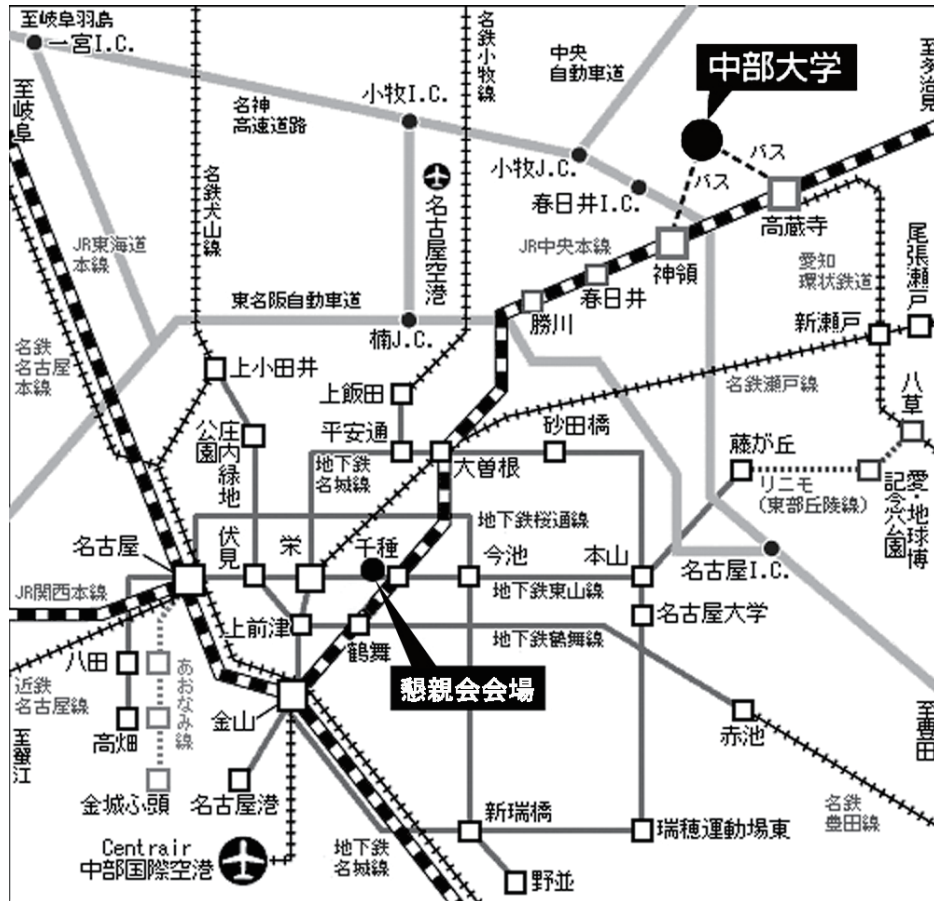 至岐阜羽島
一宮I.C.
至岐阜
名神
高速道路
小牧I.C.
名鉄小牧線
中央
自動車道
中部大学
至多治見
小牧J.C.
春日井I.C.
バス
バス
名鉄犬山線
名古屋空港
高蔵寺
神領
JR中央本線
春日井
勝川
愛知
環状鉄道
尾張瀬戸
新瀬戸
JR東海道
本線
東名阪自動車道
楠J.C.
名鉄
名古屋
本線
上小田井
上飯田
名鉄瀬戸線
八草
庄内緑地
公園
平安通
地下鉄
名城線
大曽根
砂田橋
藤が丘
リニモ
(東部丘陵線)
愛・地球博
記念公園
地下鉄桜通線
名古屋
伏見
栄
千種
今池
本山
地下鉄東山線
名古屋I.C.
JR関西本線
上前津
鶴舞
地下鉄鶴舞線
名古屋大学
八田
近鉄
名古屋線
あおなみ線
懇親会会場
金山
高畑
至蟹江
赤池
至豊田
金城ふ頭
名古屋港
新瑞橋
瑞穂運動場東
名鉄
豊田線
Centrair
中部国際空港
地下鉄
名城線
野並